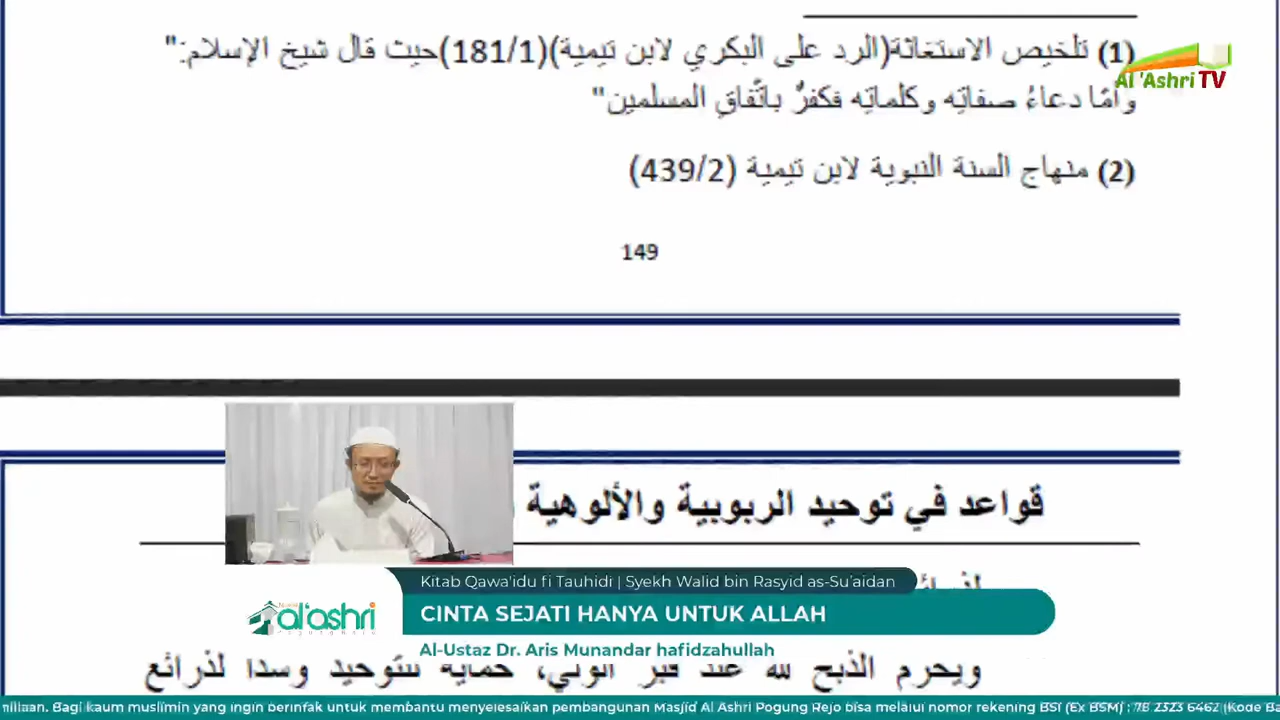 (1) تلخيص الاستغاثة(الرد على البكري لابن تيمية)(181/1)حيث قال شيخ الإسلام:"
وأمّا دعاءُ صفاتِه وكلماتِه فكفرٌ باتِّفاقِ المسلمين"
(2) منهاج السنة النبوية لابن تيمية (439/2)
149
Al 'Ashri TV
قواعد في توحيد الربوبية والألوهية
Kitab Qawa'idu fi Tauhidi | Syekh Walid bin Rasyid as-Su'aidan
al'ashri
CINTA SEJATI HANYA UNTUK ALLAH
Al-Ustaz Dr. Aris Munandar hafidzahullah
ويحرم الذبح لله عند قبر الولي، حماية للتوحيد وسدا لذرائع
Bagi kaum muslimin yang ingin berinfak untuk membantu menyelesaikan pembangunan Masjid Al Ashri Pogung Rejo bisa melalui nomor rekening BSI (Ex BSM) : 78 2323 6462 (Kode